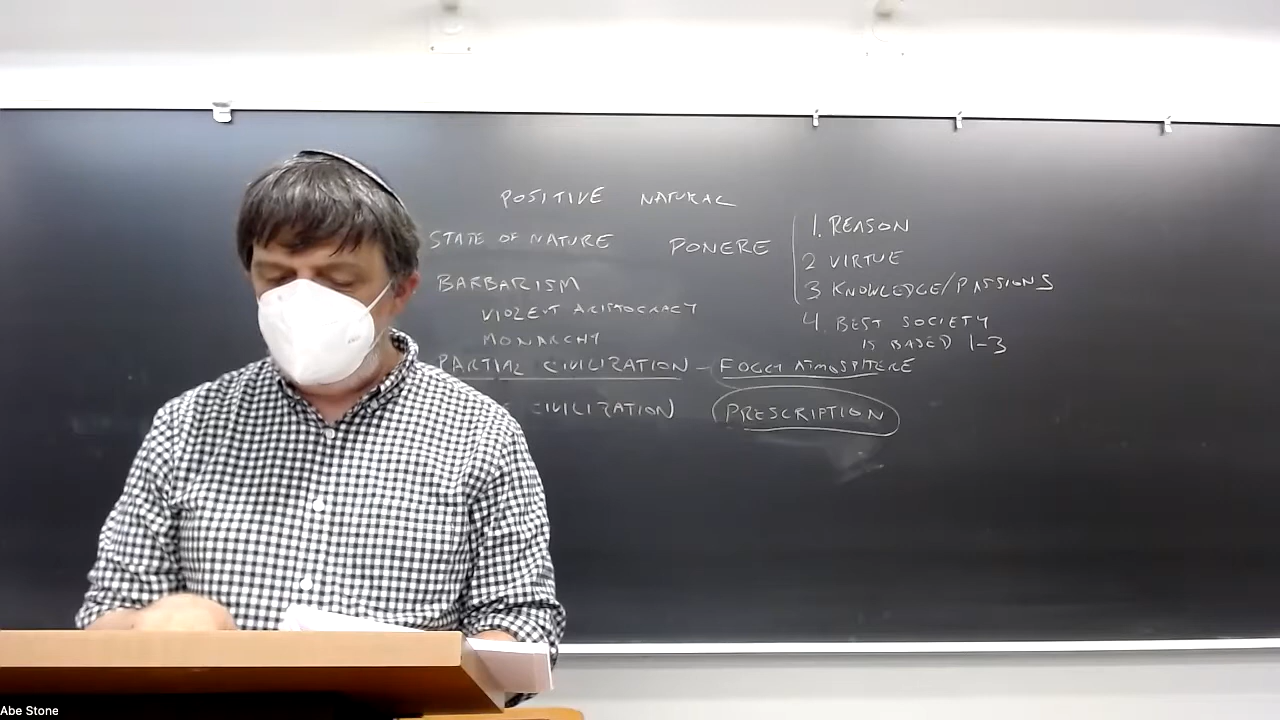 POSITIVE NATURAL
STATE OF NATURE
PONERE
BARBARISM
VIOLENT ARISTOCRACY
MONARCHY
PARTIAL CIVILIZATION - FOGGY ATMOSPHERE
CIVILIZATION
PRESCRIPTION
1. REASON
2 VIRTUE
3 KNOWLEDGE/PASSIONS
4. BEST SOCIETY
IS BASED 1-3
Abe Stone